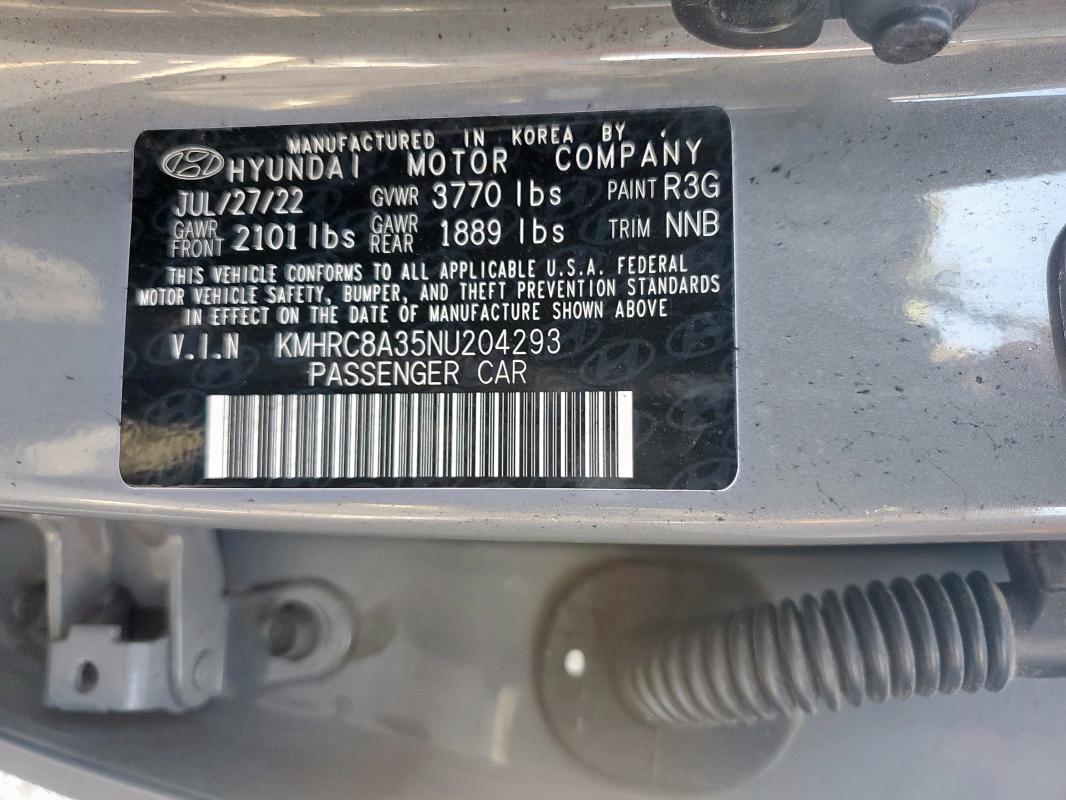 MANUFACTURED IN KOREA BY
HYUNDAI MOTOR COMPANY
JUL/27/22 GVWR 3770 lbs PAINT R3G
GAWR FRONT 2101 lbs GAWR REAR 1889 lbs TRIM NNB
THIS VEHICLE CONFORMS TO ALL APPLICABLE U.S.A. FEDERAL
MOTOR VEHICLE SAFETY, BUMPER, AND THEFT PREVENTION STANDARDS
IN EFFECT ON THE DATE OF MANUFACTURE SHOWN ABOVE
V.I.N KMHRC8A35NU204293
PASSENGER CAR